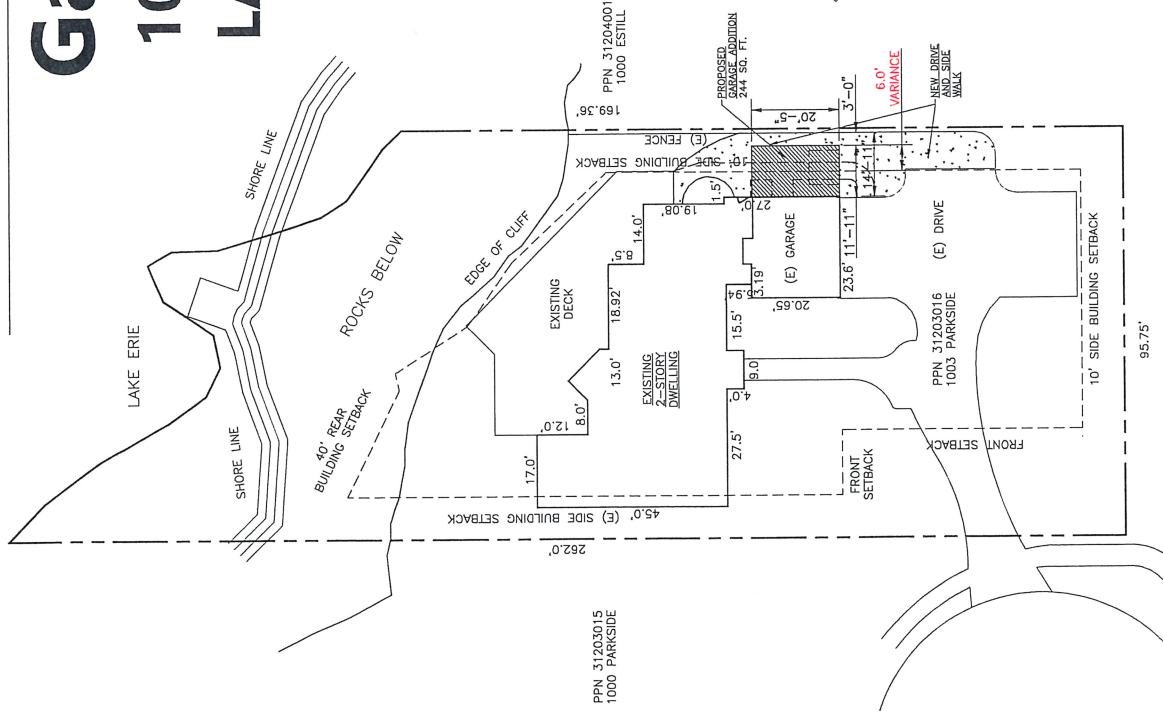 Ga
10
LA
LAKE ERIE
SHORE LINE
SHORE LINE
ROCKS BELOW
EDGE OF CLIFF
40' REAR
BUILDING SETBACK
169.36'
PPN 31204001
1000 ESTILL
(E) FENCE
SIDE BUILDING SETBACK
10'
PROPOSED
GARAGE ADDITION
244 SQ. FT.
20'-5"
3'-0"
6.0'
VARIANCE
NEW DRIVE
AND SIDE
WALK
14'-11
11'-11"
EXISTING
DECK
EXISTING
2-STORY
DWELLING
17.0'
12.0'
8.0'
13.0'
18.92'
8.5'
14.0'
19.08'
1.5'
27.0'
3.19'
(E) GARAGE
23.6'
20.65'
15.5'
9.0
4.0'
27.5'
45.0'
(E) SIDE BUILDING SETBACK
262.0'
(E) DRIVE
PPN 31203016
1003 PARKSIDE
FRONT
SETBACK
FRONT SETBACK
10' SIDE BUILDING SETBACK
95.75'
PPN 31203015
1000 PARKSIDE